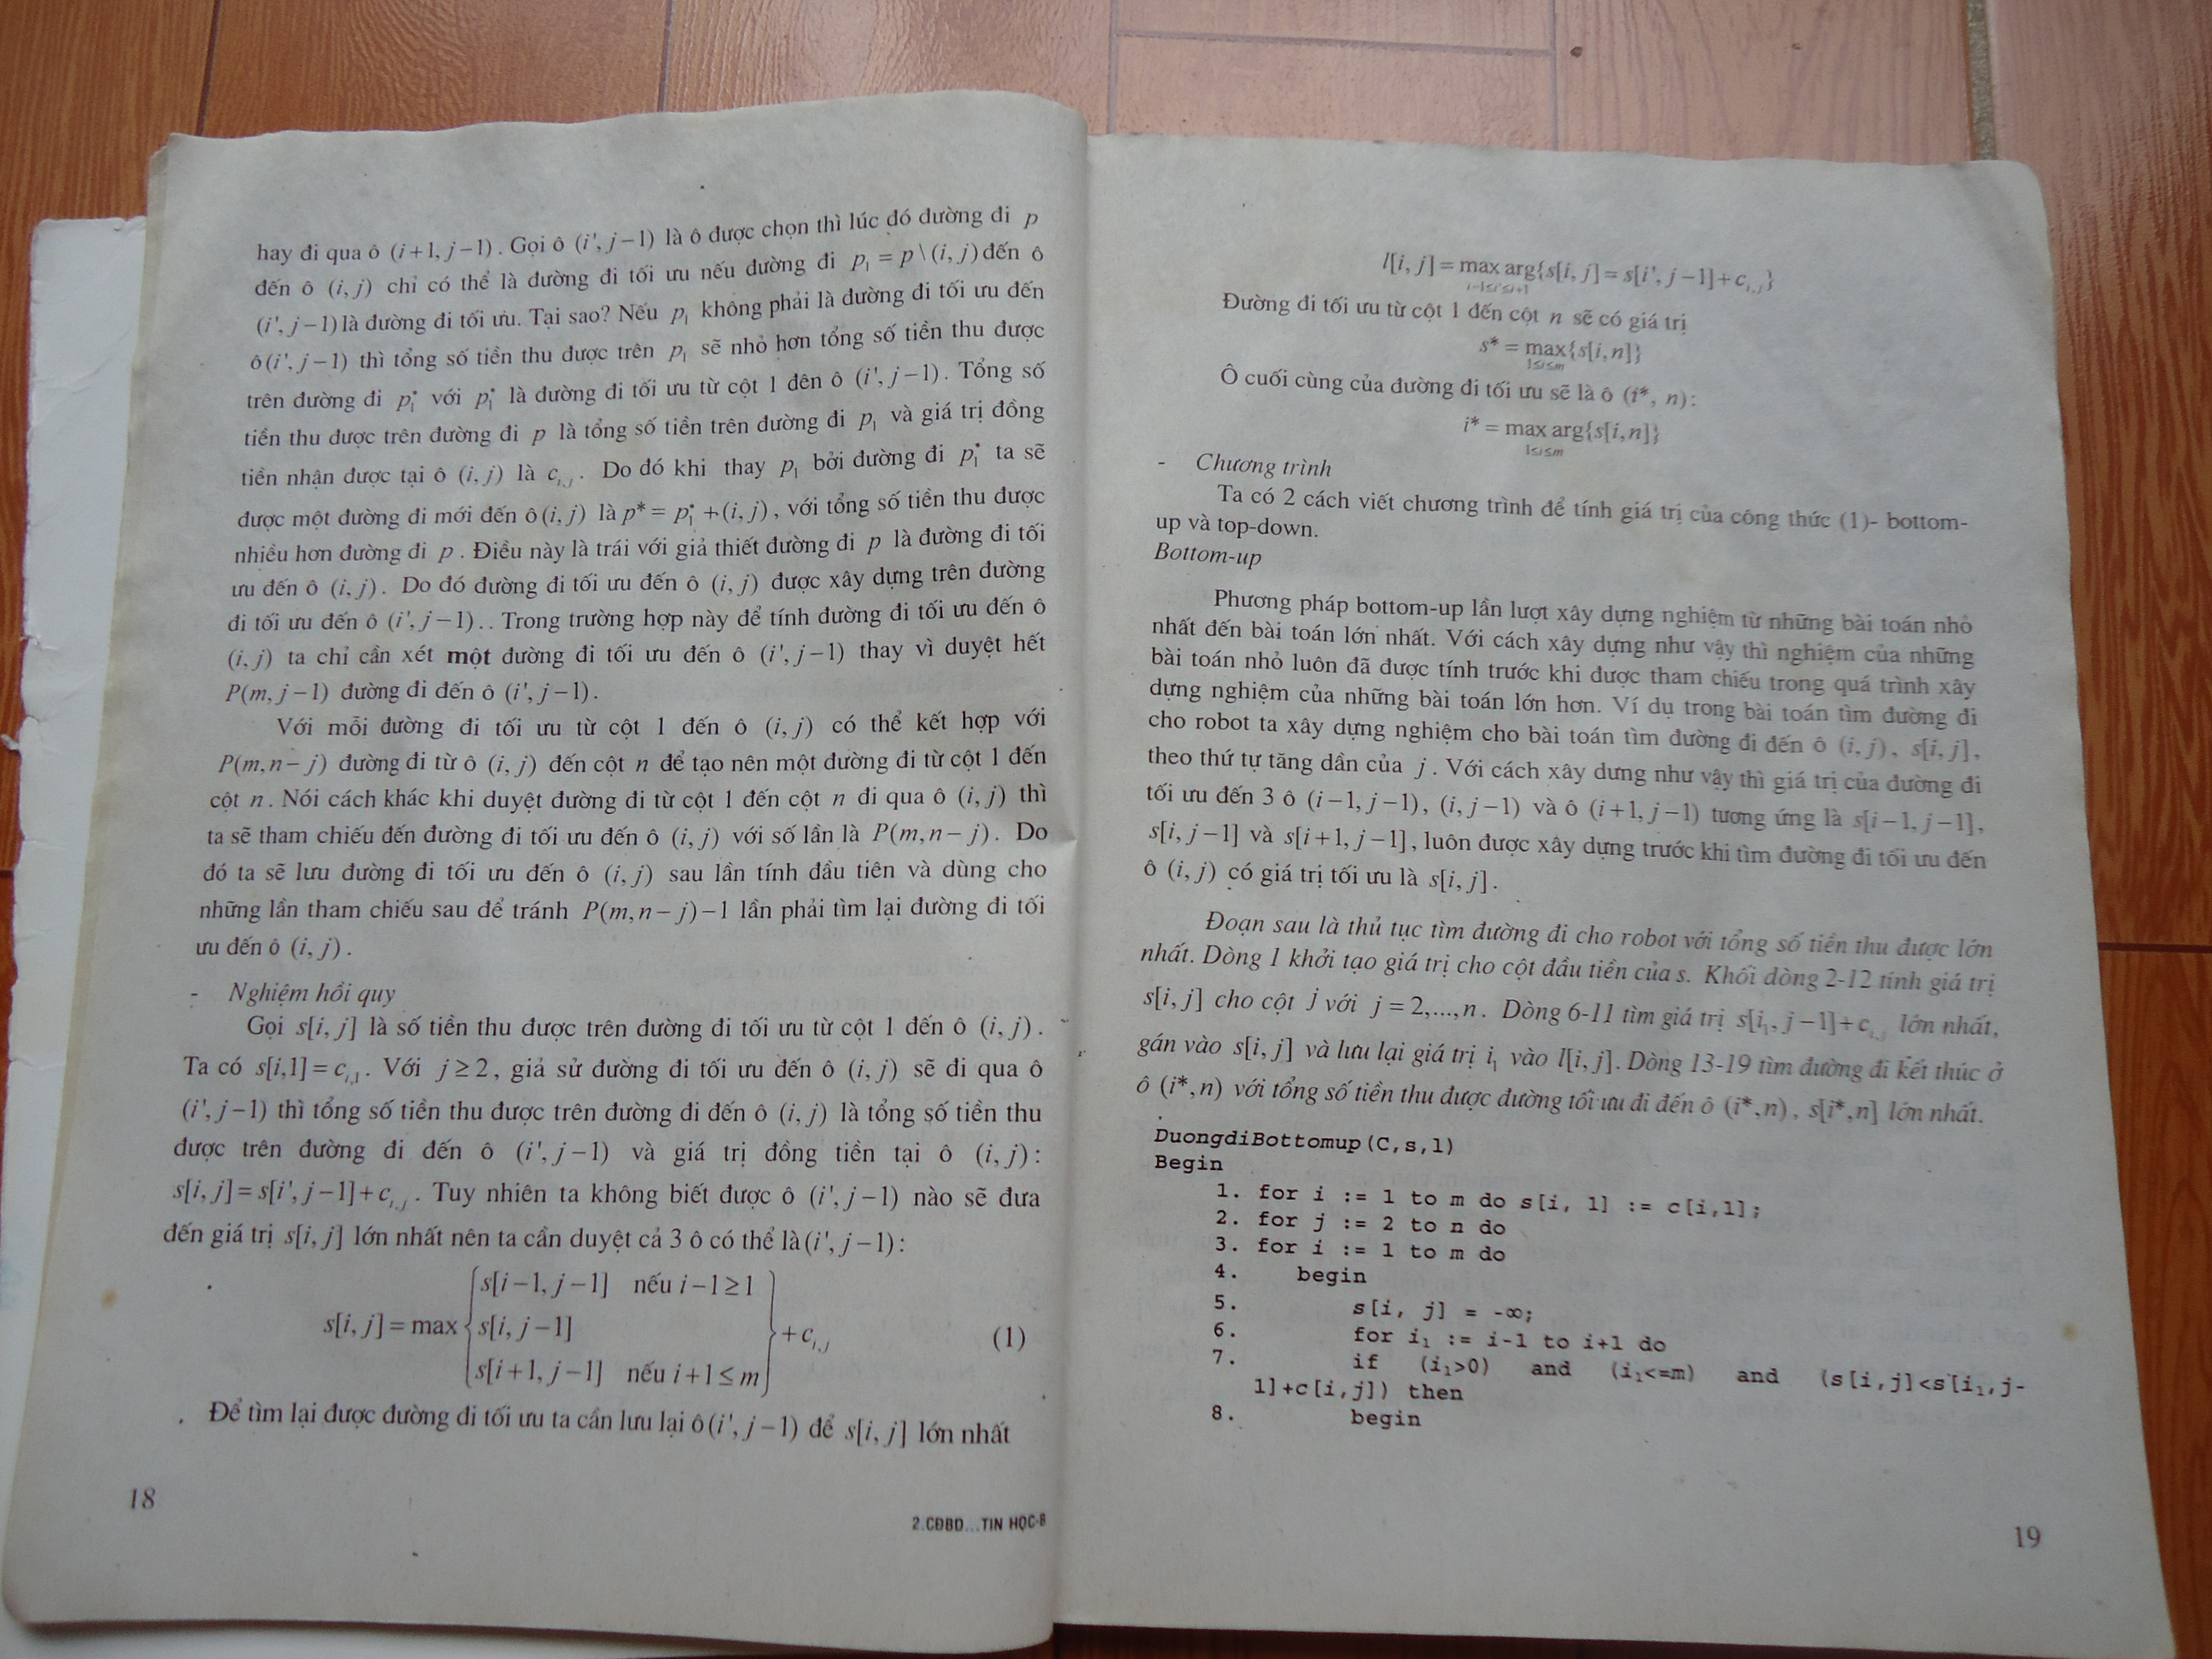 hay đi qua ô (i+1, j−1). Gọi ô (i', j−1) là ô được chọn thì lúc đó đường đi p
đến ô (i, j) chỉ có thể là đường đi tối ưu nếu đường đi p₁ = p \ (i, j) đến ô
(i', j−1) là đường đi tối ưu. Tại sao? Nếu p₁ không phải là đường đi tối ưu đến
ô (i', j−1) thì tổng số tiền thu được trên p₁ sẽ nhỏ hơn tổng số tiền thu được
trên đường đi p₁* với p₁* là đường đi tối ưu từ cột 1 đên ô (i', j−1). Tổng số
tiền thu được trên đường đi p là tổng số tiền trên đường đi p₁ và giá trị đồng
tiền nhận được tại ô (i, j) là c_{i,j}. Do đó khi thay p₁ bởi đường đi p₁* ta sẽ
được một đường đi mới đến ô (i, j) là p* = p₁* +(i, j), với tổng số tiền thu được
nhiều hơn đường đi p. Điều này là trái với giả thiết đường đi p là đường đi tối
ưu đến ô (i, j). Do đó đường đi tối ưu đến ô (i, j) được xây dựng trên đường
đi tối ưu đến ô (i', j−1).. Trong trường hợp này để tính đường đi tối ưu đến ô
(i, j) ta chỉ cần xét một đường đi tối ưu đến ô (i', j−1) thay vì duyệt hết
P(m, j−1) đường đi đến ô (i', j−1).
Với mỗi đường đi tối ưu từ cột 1 đến ô (i, j) có thể kết hợp với
P(m,n−j) đường đi từ ô (i, j) đến cột n để tạo nên một đường đi từ cột 1 đến
cột n. Nói cách khác khi duyệt đường đi từ cột 1 đến cột n đi qua ô (i, j) thì
ta sẽ tham chiếu đến đường đi tối ưu đến ô (i, j) với số lần là P(m,n−j). Do
đó ta sẽ lưu đường đi tối ưu đến ô (i, j) sau lần tính đầu tiên và dùng cho
những lần tham chiếu sau để tránh P(m,n−j)−1 lần phải tìm lại đường đi tối
ưu đến ô (i, j).
- Nghiệm hồi quy
Gọi s[i, j] là số tiền thu được trên đường đi tối ưu từ cột 1 đến ô (i, j).
Ta có s[i,1] = c_{i,1}. Với j ≥ 2, giả sử đường đi tối ưu đến ô (i, j) sẽ đi qua ô
(i', j−1) thì tổng số tiền thu được trên đường đi đến ô (i, j) là tổng số tiền thu
được trên đường đi đến ô (i', j−1) và giá trị đồng tiền tại ô (i, j):
s[i, j] = s[i', j−1]+ c_{i,j}. Tuy nhiên ta không biết được ô (i', j−1) nào sẽ đưa
đến giá trị s[i, j] lớn nhất nên ta cần duyệt cả 3 ô có thể là (i', j−1):
s[i−1, j−1] nếu i−1≥1
s[i, j] = max { s[i, j−1] } + c_{i,j} (1)
s[i+1, j−1] nếu i+1≤m
Để tìm lại được đường đi tối ưu ta cần lưu lại ô (i', j−1) để s[i, j] lớn nhất
18
2.CĐBD...TIN HỌC-B
l[i, j] = max arg{s[i, j] = s[i', j−1]+ c_{i,j}}
i−1≤i'≤i+1
Đường đi tối ưu từ cột 1 đến cột n sẽ có giá trị
s* = max{s[i,n]}
1≤i≤m
Ô cuối cùng của đường đi tối ưu sẽ là ô (i*, n):
i* = max arg{s[i,n]}
1≤i≤m
- Chương trình
Ta có 2 cách viết chương trình để tính giá trị của công thức (1)- bottom-
up và top-down.
Bottom-up
Phương pháp bottom-up lần lượt xây dựng nghiệm từ những bài toán nhỏ
nhất đến bài toán lớn nhất. Với cách xây dựng như vậy thì nghiệm của những
bài toán nhỏ luôn đã được tính trước khi được tham chiếu trong quá trình xây
dựng nghiệm của những bài toán lớn hơn. Ví dụ trong bài toán tìm đường đi
cho robot ta xây dựng nghiệm cho bài toán tìm đường đi đến ô (i, j), s[i, j],
theo thứ tự tăng dần của j. Với cách xây dưng như vậy thì giá trị của đường đi
tối ưu đến 3 ô (i−1, j−1), (i, j−1) và ô (i+1, j−1) tương ứng là s[i−1, j−1],
s[i, j−1] và s[i+1, j−1], luôn được xây dựng trước khi tìm đường đi tối ưu đến
ô (i, j) có giá trị tối ưu là s[i, j].
Đoạn sau là thủ tục tìm đường đi cho robot với tổng số tiền thu được lớn
nhất. Dòng 1 khởi tạo giá trị cho cột đầu tiền của s. Khối dòng 2-12 tính giá trị
s[i, j] cho cột j với j = 2,..., n. Dòng 6-11 tìm giá trị s[i₁, j−1]+ c_{i,j} lớn nhất,
gán vào s[i, j] và lưu lại giá trị i₁ vào l[i, j]. Dòng 13-19 tìm đường đi kết thúc ở
ô (i*,n) với tổng số tiền thu được đường tối ưu đi đến ô (i*,n), s[i*,n] lớn nhất.
DuongdiBottomup(C,s,l)
Begin
1. for i := 1 to m do s[i, 1] := c[i,1];
2. for j := 2 to n do
3. for i := 1 to m do
4. begin
5. s[i, j] = -∞;
6. for i₁ := i-1 to i+1 do
7. if (i₁>0) and (i₁<=m) and (s[i,j]<s[i₁,j-
1]+c[i,j]) then
8. begin
19